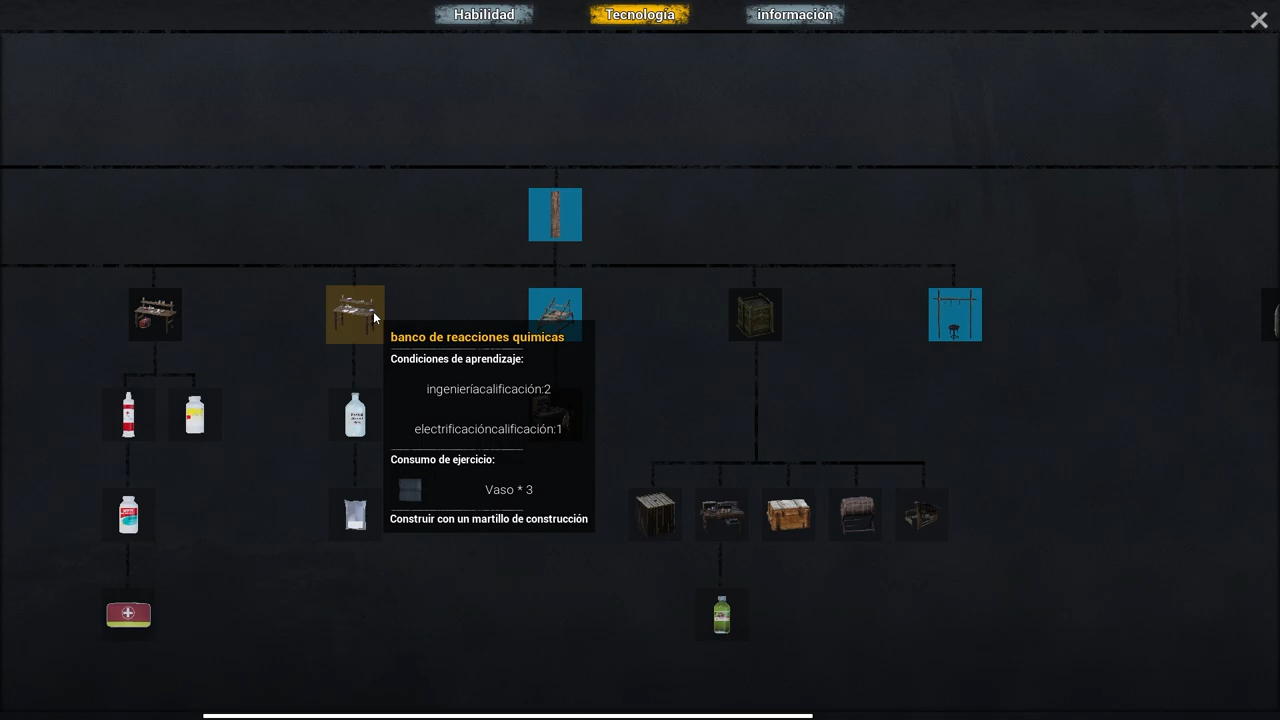 Habilidad
Tecnología
información
banco de reacciones quimicas
Condiciones de aprendizaje:
ingenieríacalificación:2
electrificacióncalificación:1
Consumo de ejercicio:
Vaso * 3
Construir con un martillo de construcción